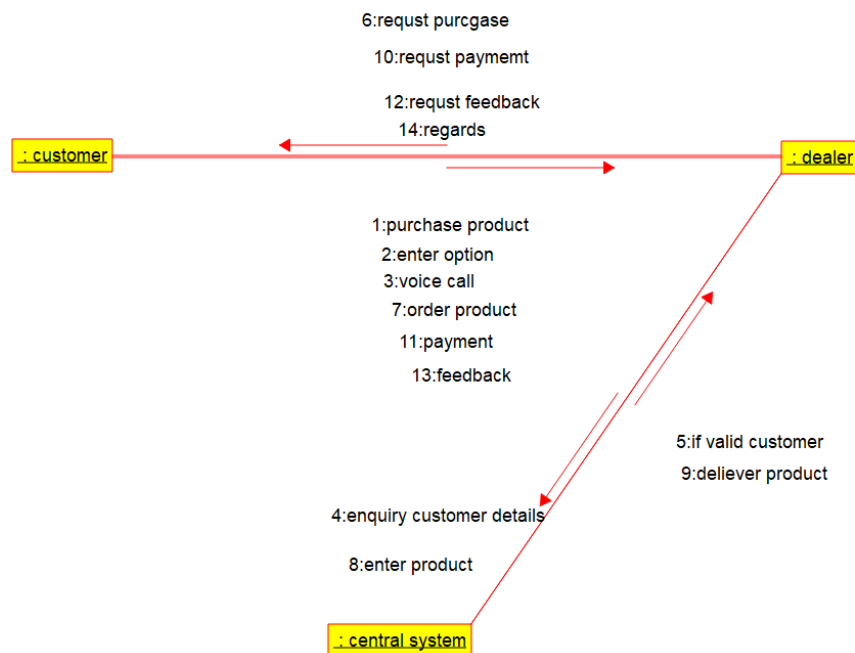 6:requst purcgase
10:requst paymemt
12:requst feedback
14:regards
: customer
: dealer
1:purchase product
2:enter option
3:voice call
7:order product
11:payment
13:feedback
5:if valid customer
9:deliever product
4:enquiry customer details
8:enter product
: central system